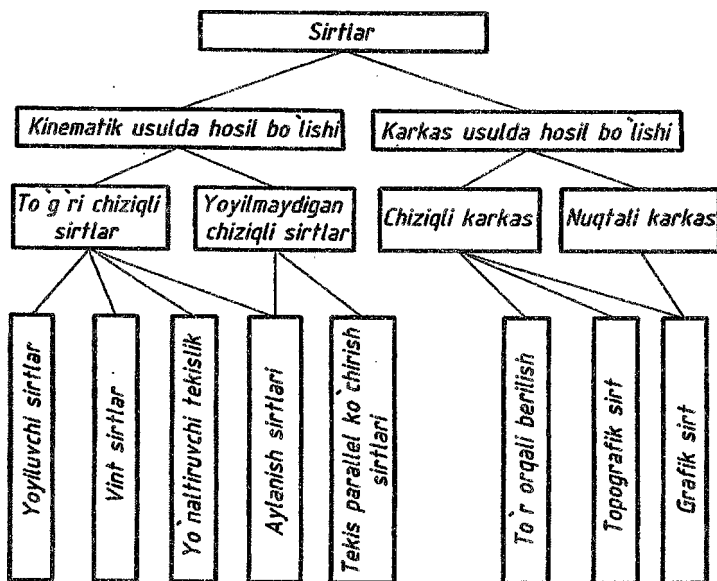 Sirtlar
Kinematik usulda hosil bo`lishi
Karkas usulda hosil bo`lishi
To`g`ri chiziqli
sirtlar
Yoyilmaydigan
chiziqli sirtlar
Chiziqli karkas
Nuqtali karkas
Yoyiluvchi sirtlar
Vint sirtlar
Yo`naltiruvchi tekislik
Aylanish sirtlari
Tekis parallel ko`chirish
sirtlari
To`r orqali berilish
Topografik sirt
Grafik sirt